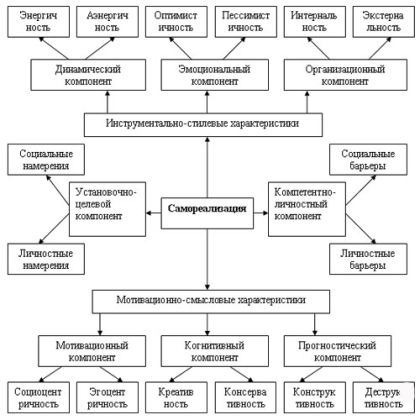 Энергич Аэнергич Оптимист Пессимист Интерналь Экстерна
ность ность ичность ичность ность льность
Динамический Эмоциональный Организационный
компонент компонент компонент
Инструментально-стилевые характеристики
Социальные Социальные
намерения барьеры
Установочно- Компетентно-
целевой Самореализация личностный
компонент компонент
Личностные Личностные
намерения барьеры
Мотивационно-смысловые характеристики
Мотивационный Когнитивный Прогностический
компонент компонент компонент
Социоцент Эгоцент Креатив Консерва Конструк Деструк
ричность ричность ность тивность тивность тивность